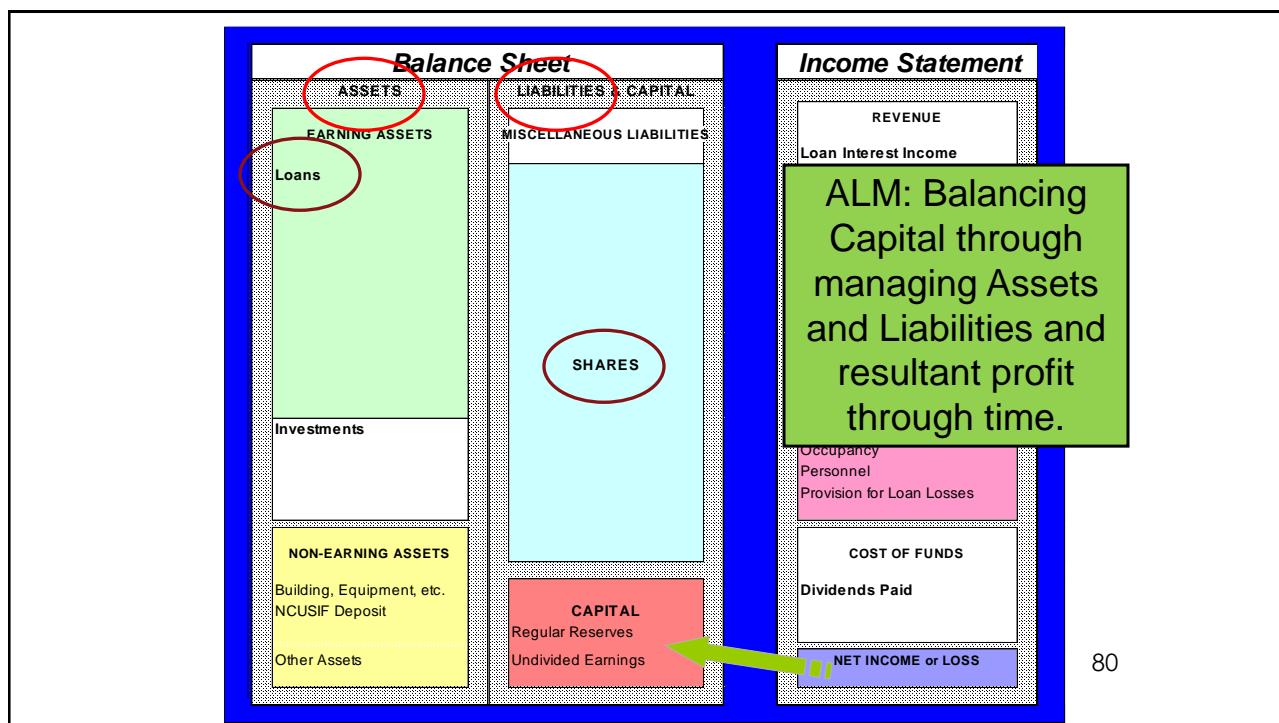 Balance Sheet
ASSETS
EARNING ASSETS
Loans
Investments
NON-EARNING ASSETS
Building, Equipment, etc.
NCUSIF Deposit
Other Assets
LIABILITIES & CAPITAL
MISCELLANEOUS LIABILITIES
SHARES
CAPITAL
Regular Reserves
Undivided Earnings
Income Statement
REVENUE
Loan Interest Income
ALM: Balancing
Capital through
managing Assets
and Liabilities and
resultant profit
through time.
Occupancy
Personnel
Provision for Loan Losses
COST OF FUNDS
Dividends Paid
NET INCOME or LOSS
80